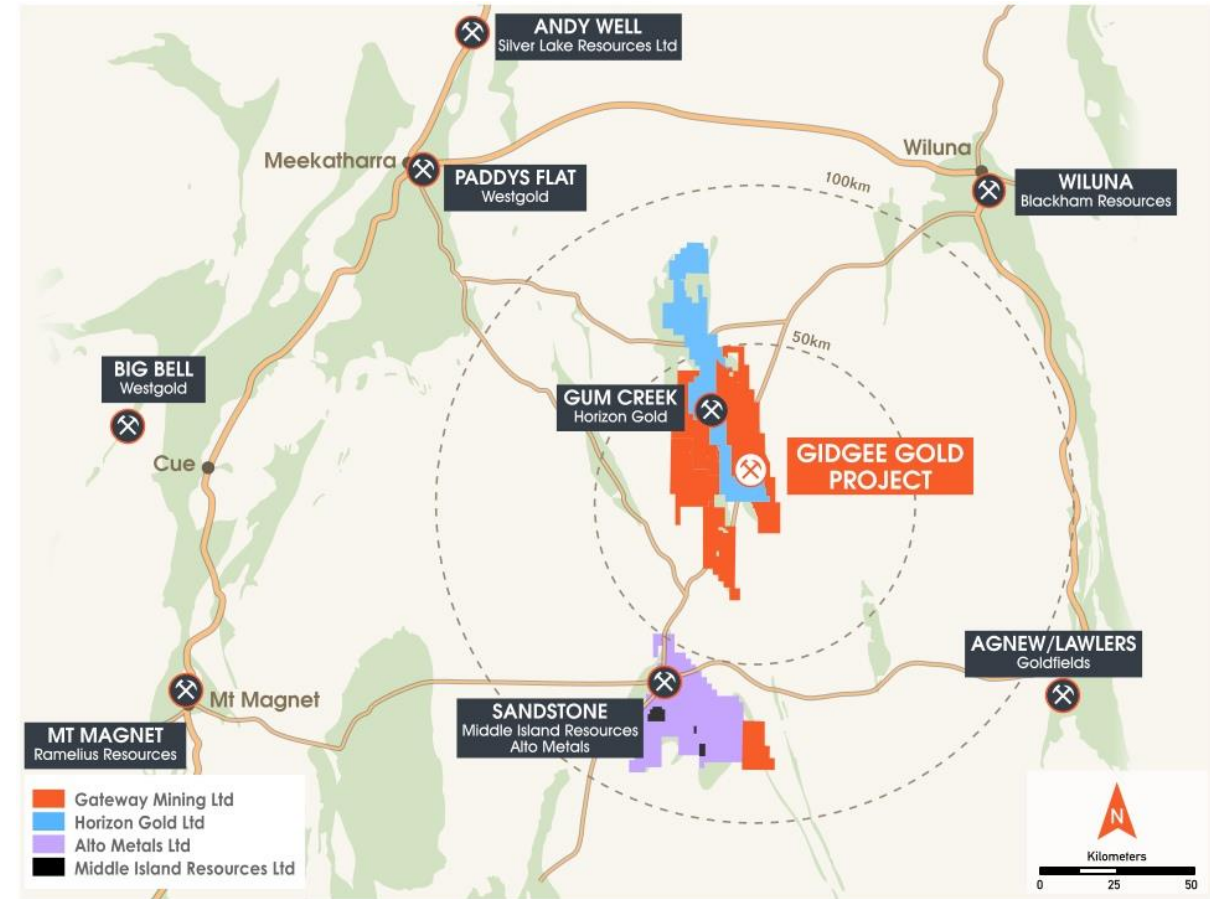 ANDY WELL
Silver Lake Resources Ltd
Meekatharra
PADDYS FLAT
Westgold
Wiluna
WILUNA
Blackham Resources
100km
50km
BIG BELL
Westgold
Cue
GUM CREEK
Horizon Gold
GIDGEE GOLD
PROJECT
AGNEW/LAWLERS
Goldfields
Mt Magnet
MT MAGNET
Ramelius Resources
SANDSTONE
Middle Island Resources
Alto Metals
Gateway Mining Ltd
Horizon Gold Ltd
Alto Metals Ltd
Middle Island Resources Ltd
N
Kilometers
0 25 50